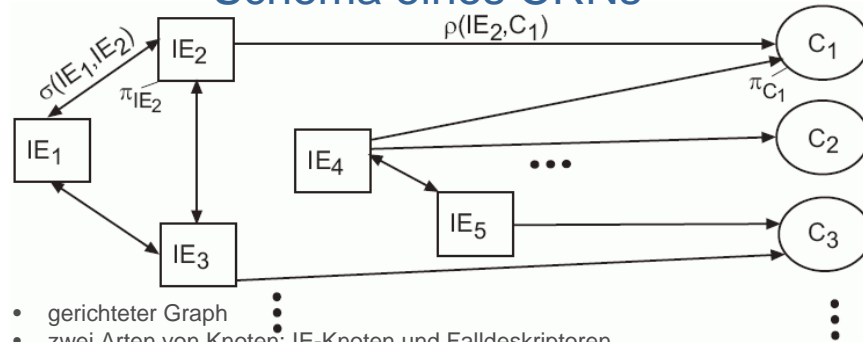 Schema eines CRNs
σ(IE1,IE2)
IE2
ρ(IE2,C1)
C1
πIE2
πC1
IE1
IE4
C2
IE5
C3
IE3
• gerichteter Graph
• zwei Arten von Knoten: IE-Knoten und Falldeskriptoren